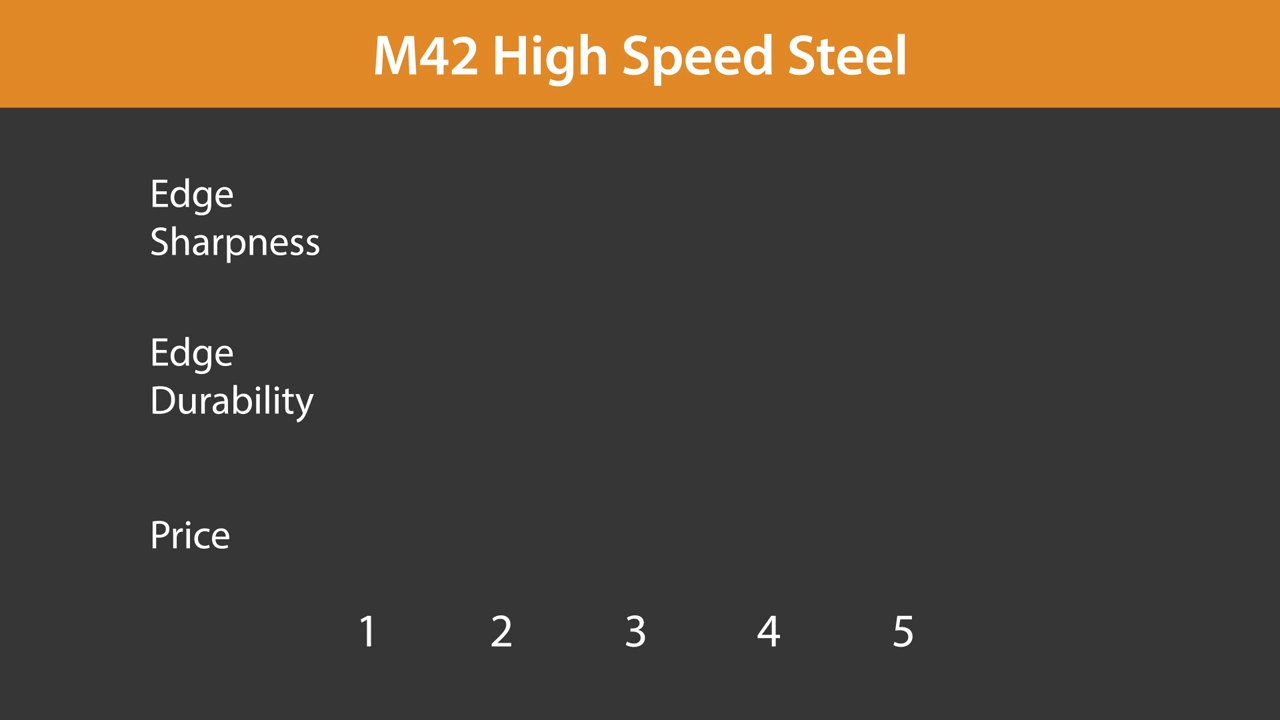 M42 High Speed Steel
Edge
Sharpness
Edge
Durability
Price
1 2 3 4 5